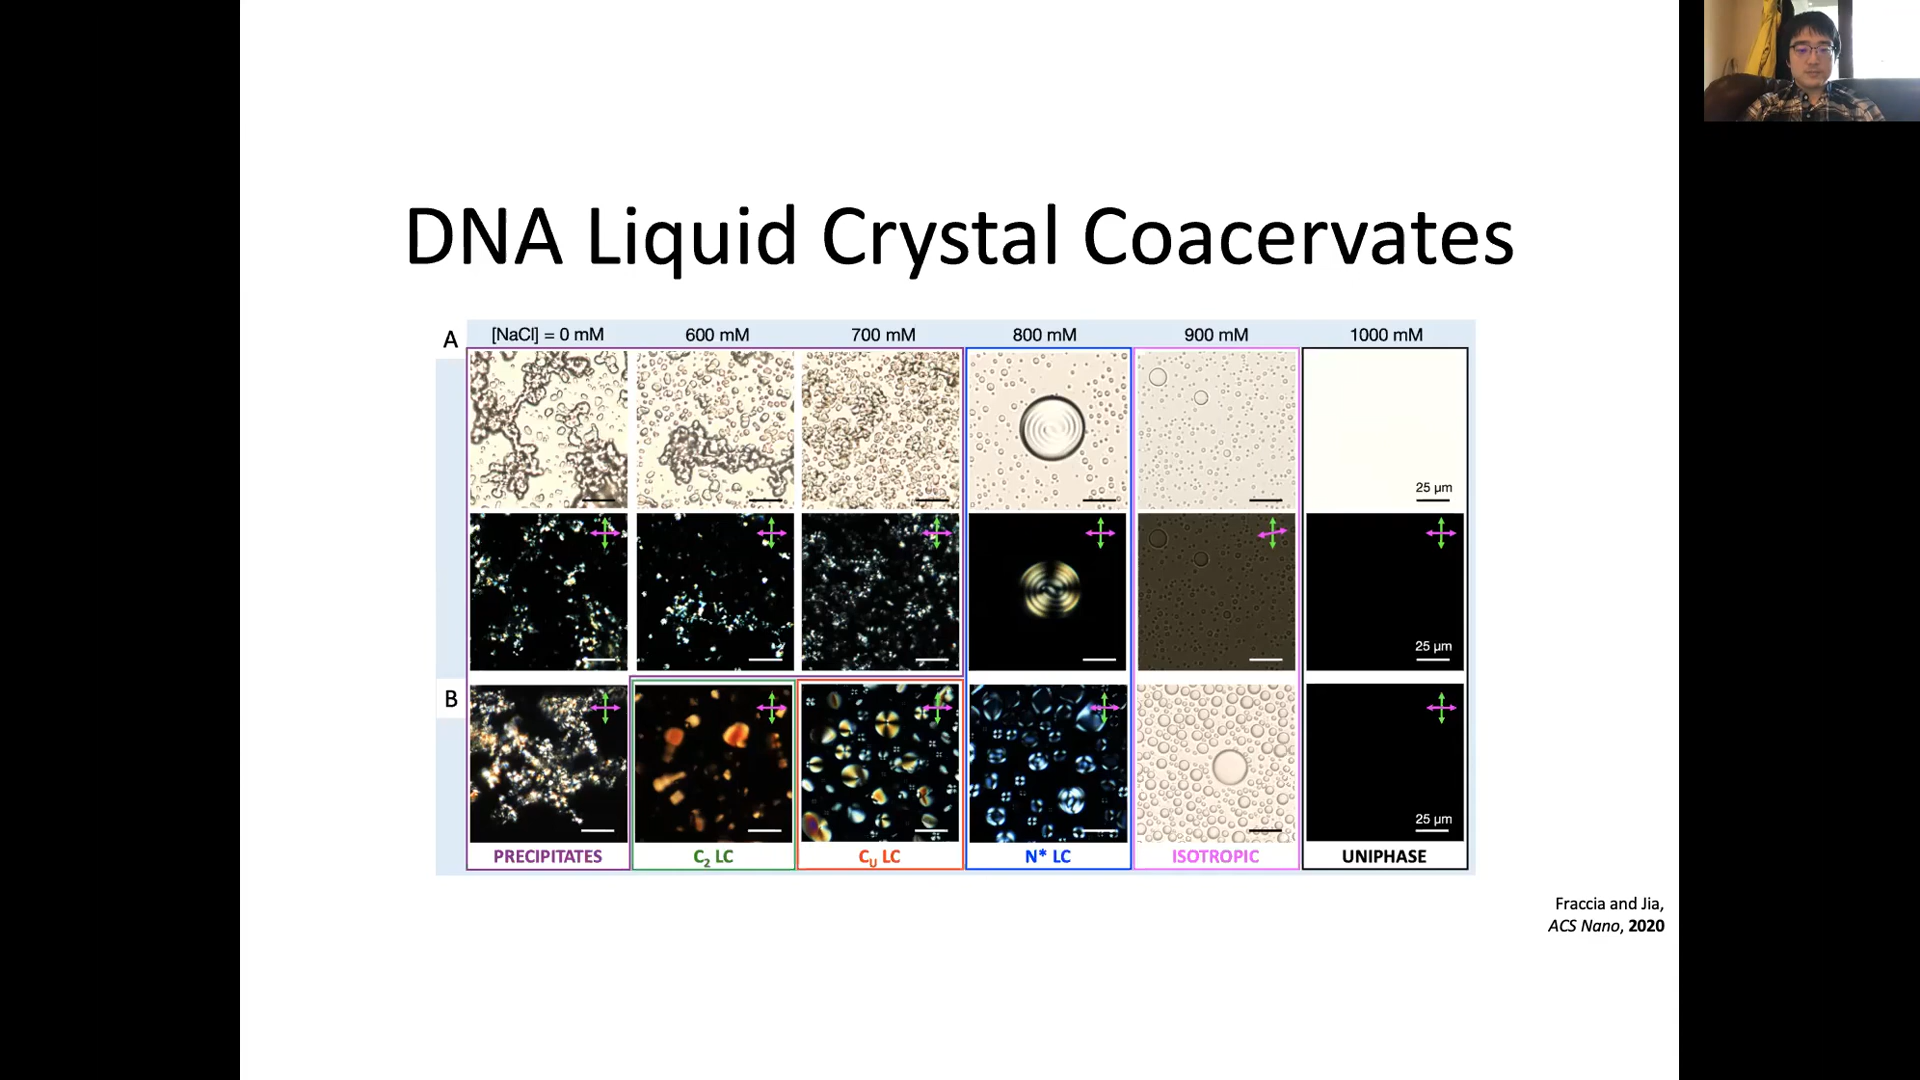 DNA Liquid Crystal Coacervates
A
[NaCl] = 0 mM
600 mM
700 mM
800 mM
900 mM
1000 mM
25 µm
25 µm
B
25 µm
PRECIPITATES
C2 LC
CU LC
N* LC
ISOTROPIC
UNIPHASE
Fraccia and Jia,
ACS Nano, 2020